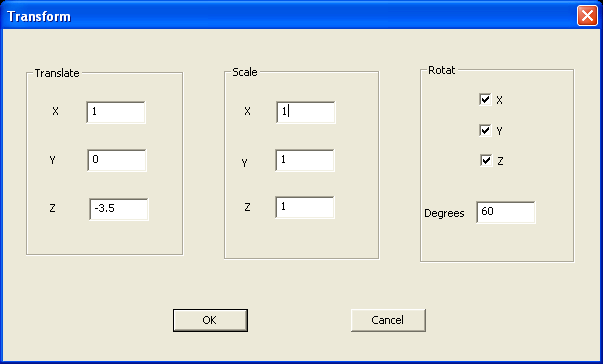 Transform
Translate
X 1
Y 0
Z -3.5
Scale
X 1
Y 1
Z 1
Rotat
X
Y
Z
Degrees 60
OK
Cancel